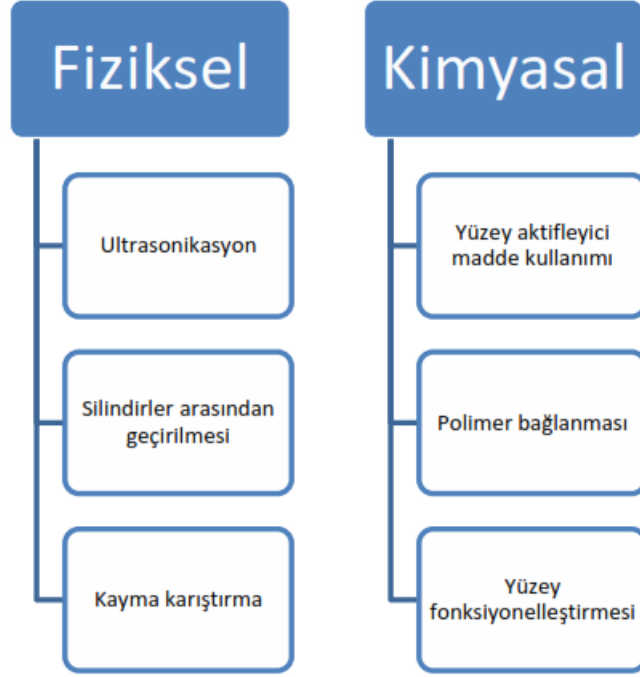 Fiziksel
Ultrasonikasyon
Silindirler arasından
geçirilmesi
Kayma karıştırma
Kimyasal
Yüzey aktifleyici
madde kullanımı
Polimer bağlanması
Yüzey
fonksiyonelleştirmesi